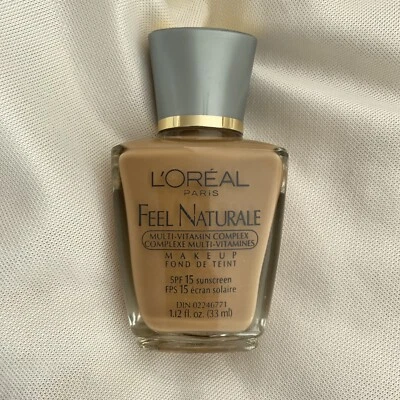 L'ORÉAL
PARIS
FEEL NATURALE
MULTI-VITAMIN COMPLEX
COMPLEXE MULTI-VITAMINES
MAKEUP
FOND DE TEINT
SPF 15 sunscreen
FPS 15 écran solaire
DIN 02246771
1.12 fl. oz. (33 ml)